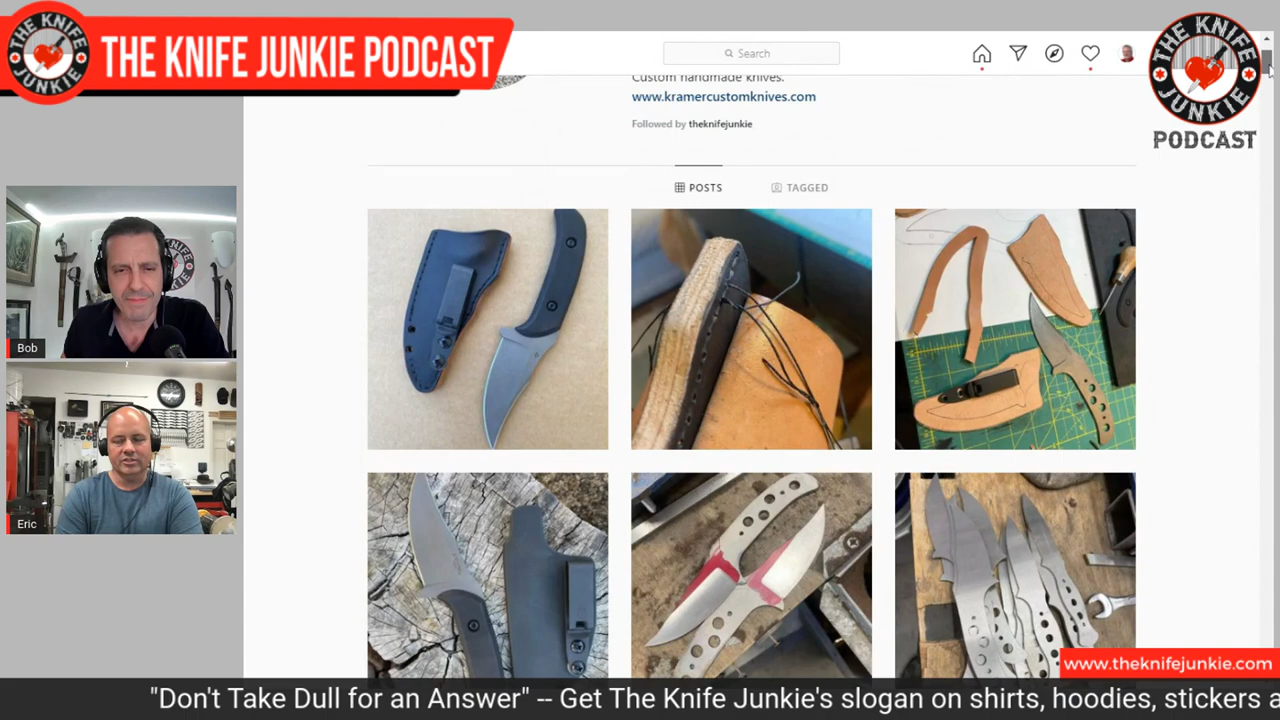 THE KNIFE JUNKIE
THE KNIFE JUNKIE PODCAST
Search
THE KNIFE JUNKIE
PODCAST
Custom handmade knives.
www.kramercustomknives.com
Followed by theknifejunkie
POSTS
TAGGED
Bob
Eric
www.theknifejunkie.com
"Don't Take Dull for an Answer" -- Get The Knife Junkie's slogan on shirts, hoodies, stickers a